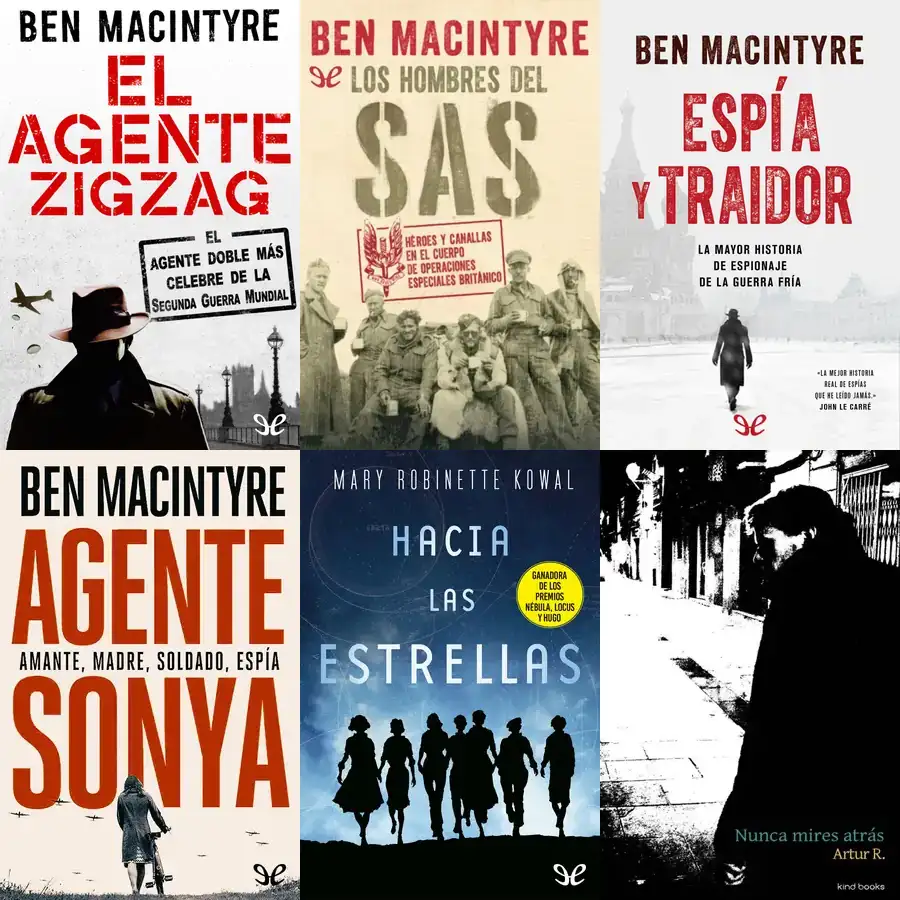 BEN MACINTYRE
EL
AGENTE
ZIGZAG
EL
AGENTE DOBLE MÁS
CELEBRE DE LA
SEGUNDA GUERRA MUNDIAL
BEN MACINTYRE
LOS HOMBRES DEL
SAS
HÉROES Y CANALLAS
EN EL CUERPO
DE OPERACIONES
ESPECIALES BRITÁNICO
BEN MACINTYRE
ESPÍA
Y TRAIDOR
LA MAYOR HISTORIA
DE ESPIONAJE
DE LA GUERRA FRÍA
«LA MEJOR HISTORIA
REAL DE ESPÍAS
QUE HE LEÍDO JAMÁS.»
JOHN LE CARRÉ
BEN MACINTYRE
AGENTE
AMANTE, MADRE, SOLDADO, ESPÍA
SONYA
MARY ROBINETTE KOWAL
HACIA
LAS
ESTRELLAS
GANADORA
DE LOS
PREMIOS
NÉBULA, LOCUS
Y HUGO
Nunca mires atrás
Artur R.
kind books